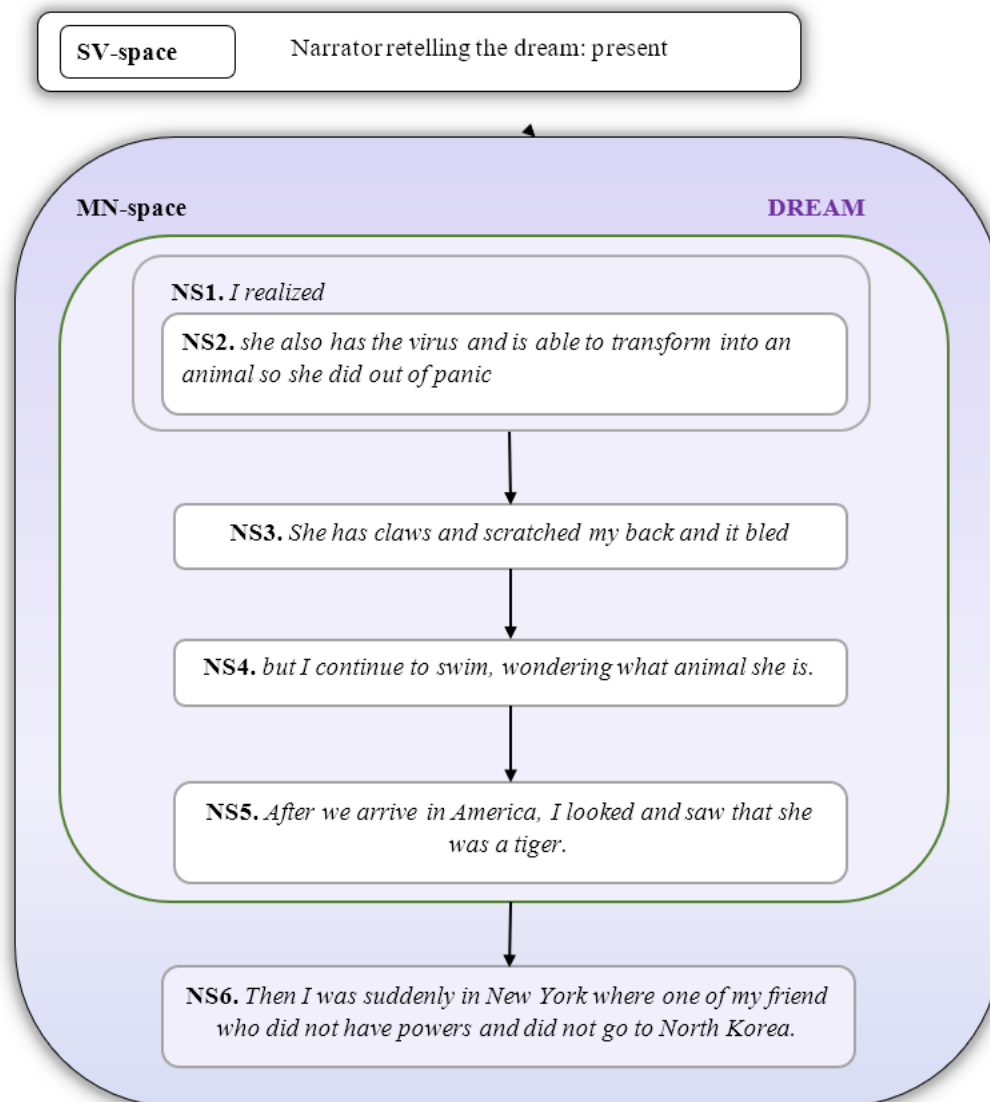 SV-space
Narrator retelling the dream: present
MN-space
DREAM
NS1. I realized
NS2. she also has the virus and is able to transform into an
animal so she did out of panic
NS3. She has claws and scratched my back and it bled
NS4. but I continue to swim, wondering what animal she is.
NS5. After we arrive in America, I looked and saw that she
was a tiger.
NS6. Then I was suddenly in New York where one of my friend
who did not have powers and did not go to North Korea.